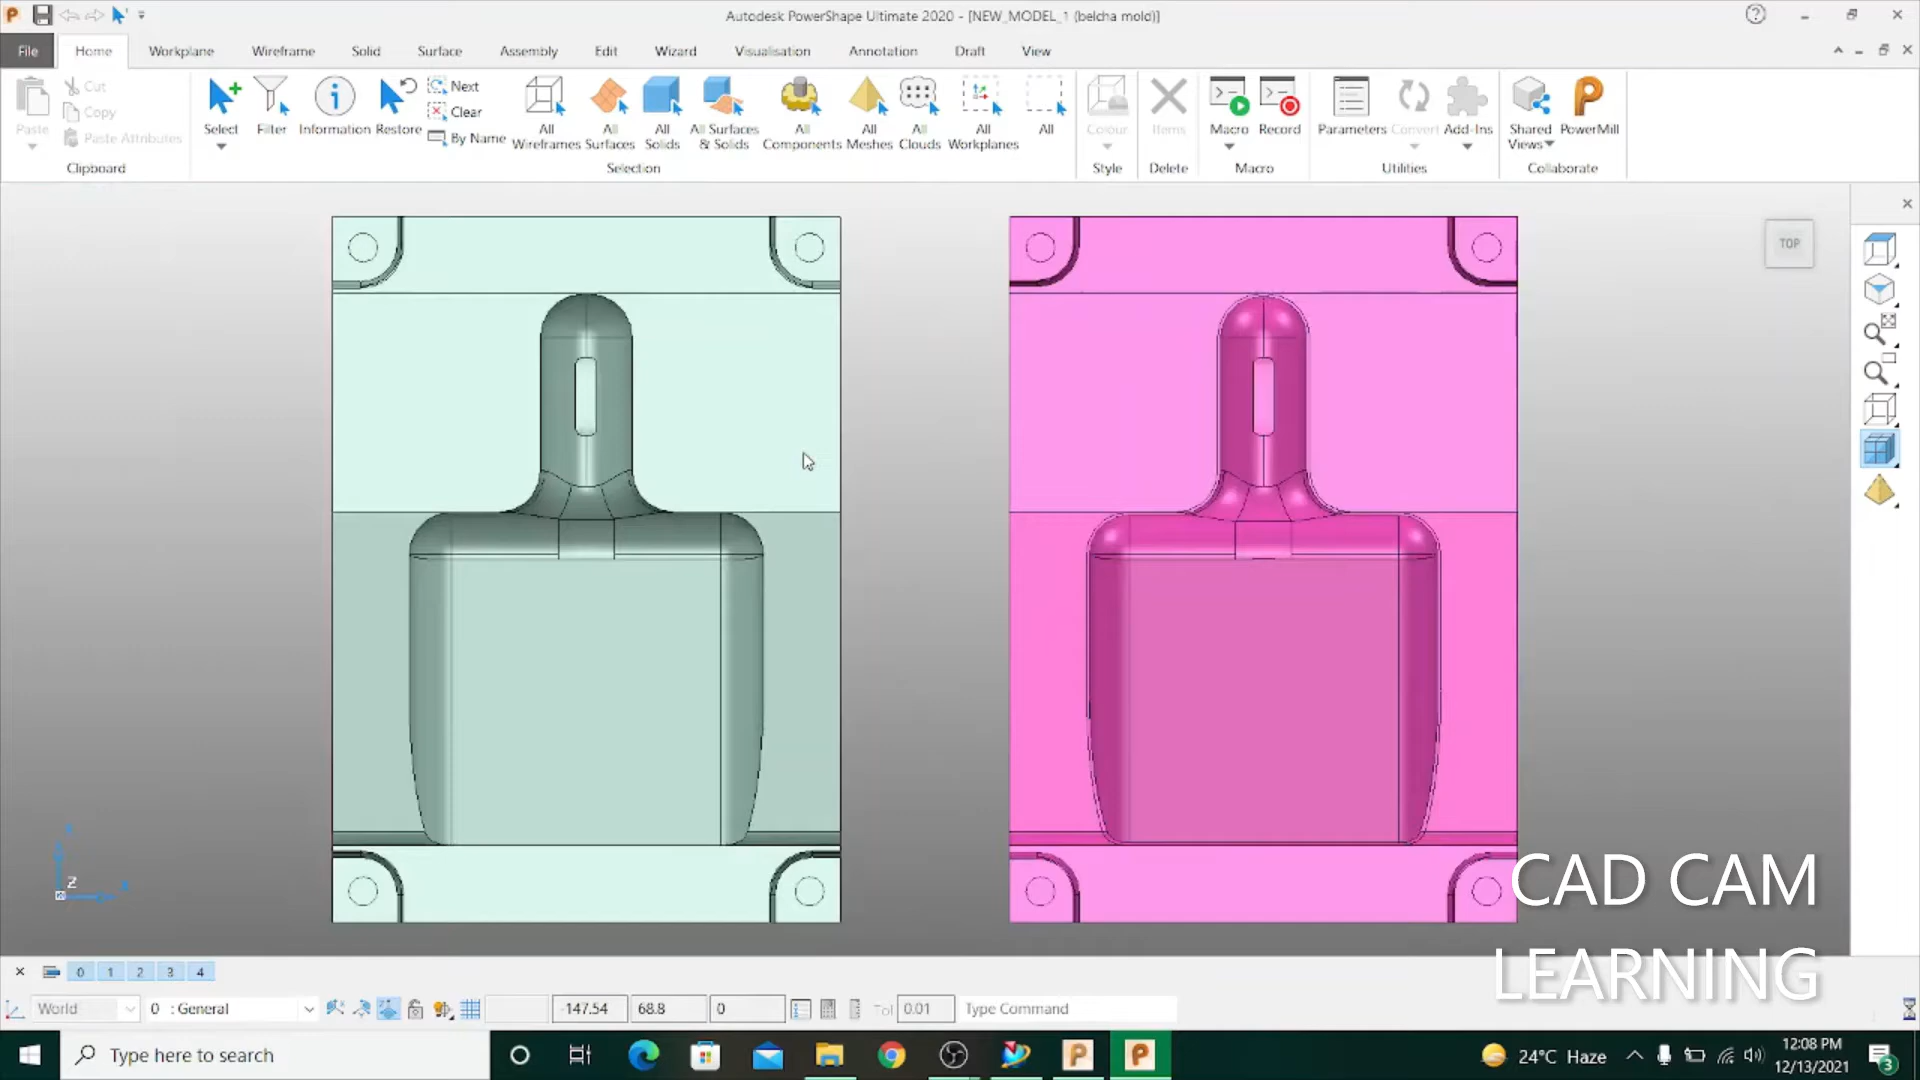 Autodesk PowerShape Ultimate 2020 - [NEW_MODEL_1 (belcha mold)]
File Home Workplane Wireframe Solid Surface Assembly Edit Wizard Visualisation Annotation Draft View
Paste
Cut
Copy
Paste Attributes
Clipboard
Select
Filter
Information
Restore
Next
Clear
By Name
All Wireframes
All Surfaces
All Solids
All Surfaces & Solids
All Components
All Meshes
All Clouds
All Workplanes
All
Selection
Colour
Style
Items
Delete
Macro
Record
Macro
Parameters
Convert
Add-Ins
Utilities
Shared Views
PowerMill
Collaborate
TOP
Z
CAD CAM
LEARNING
0 1 2 3 4
World 0 : General -147.54 68.8 0 Tol 0.01 Type Command
Type here to search
24°C Haze
12:08 PM
12/13/2021
3